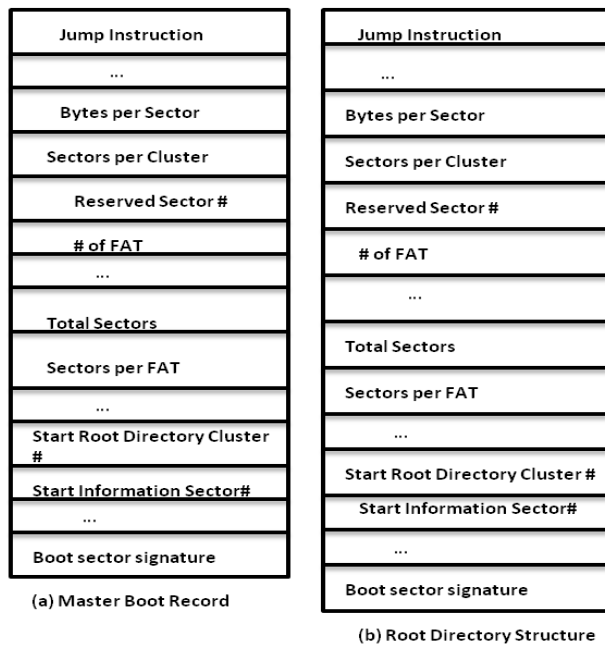 Jump Instruction
...
Bytes per Sector
Sectors per Cluster
Reserved Sector #
# of FAT
...
Total Sectors
Sectors per FAT
...
Start Root Directory Cluster
#
Start Information Sector#
...
Boot sector signature
(a) Master Boot Record
Jump Instruction
...
Bytes per Sector
Sectors per Cluster
Reserved Sector #
# of FAT
...
Total Sectors
Sectors per FAT
...
Start Root Directory Cluster #
Start Information Sector#
...
Boot sector signature
(b) Root Directory Structure